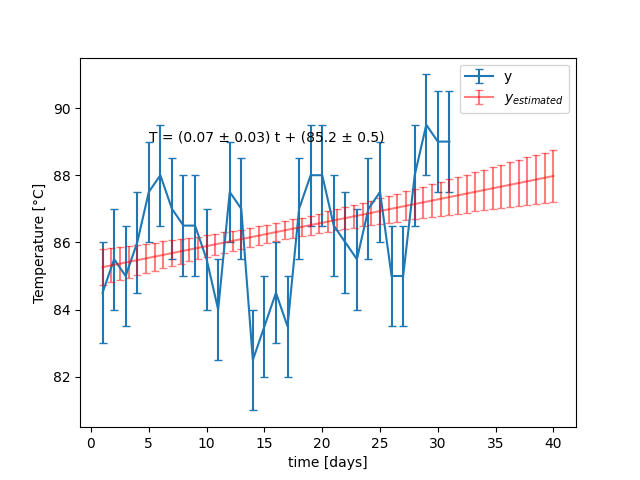 y
y_estimated
T = (0.07 ± 0.03) t + (85.2 ± 0.5)
Temperature [°C]
90
88
86
84
82
0 5 10 15 20 25 30 35 40
time [days]